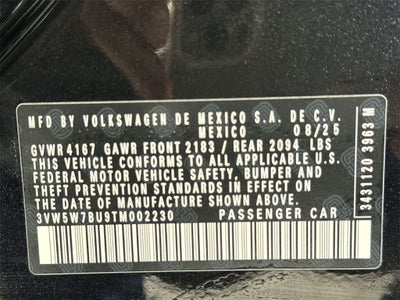 MFD BY VOLKSWAGEN DE MEXICO S.A. DE C.V.
MEXICO 08/25
GVWR 4167 GAWR FRONT 2183 / REAR 2094 LBS
THIS VEHICLE CONFORMS TO ALL APPLICABLE U.S.
FEDERAL MOTOR VEHICLE SAFETY, BUMPER AND
THEFT PREVENTION STANDARDS IN EFFECT ON THE
DATE OF MANUFACTURE SHOWN ABOVE.
3VW5W7BU9TM002230 PASSENGER CAR
3431120 3963 M